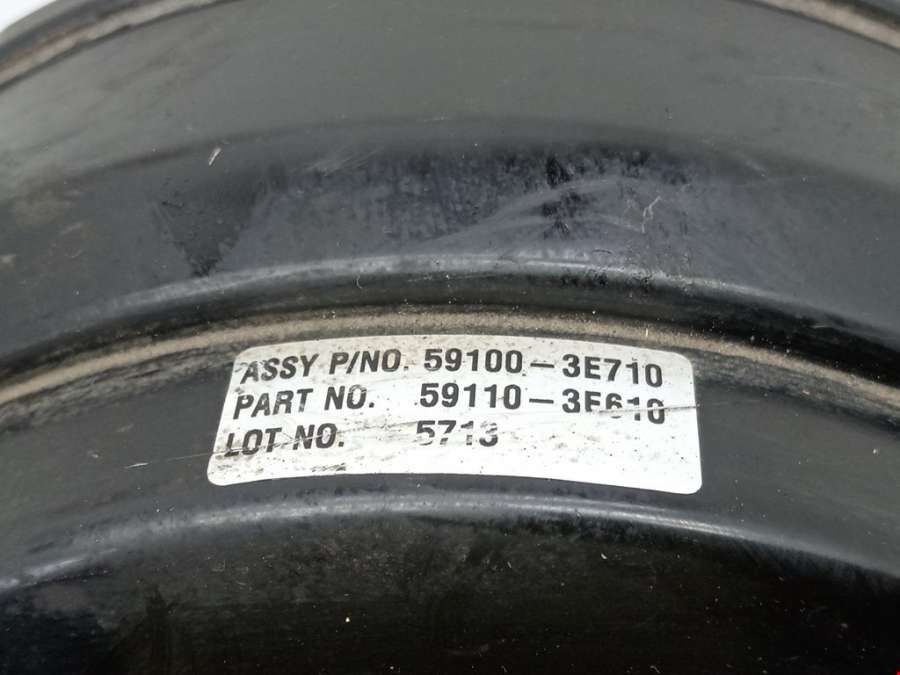 ASSY P/NO. 59100-3E710
PART NO. 59110-3E610
LOT NO. 5713